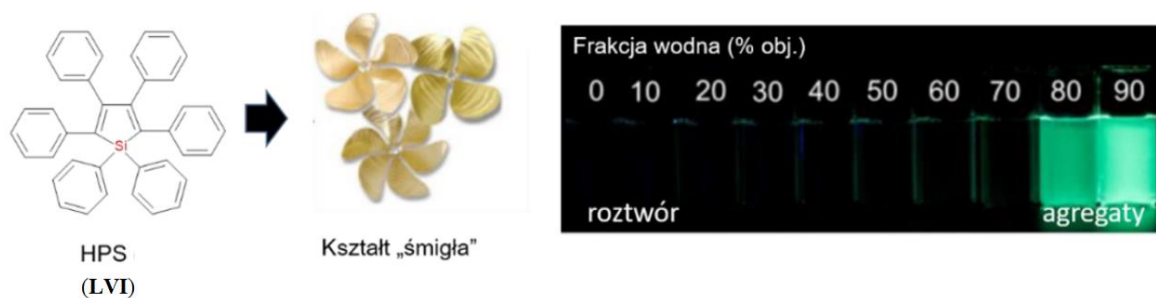 Si
HPS
(LVI)
Kształt „śmigła”
Frakcja wodna (% obj.)
0 10 20 30 40 50 60 70 80 90
roztwór agregaty